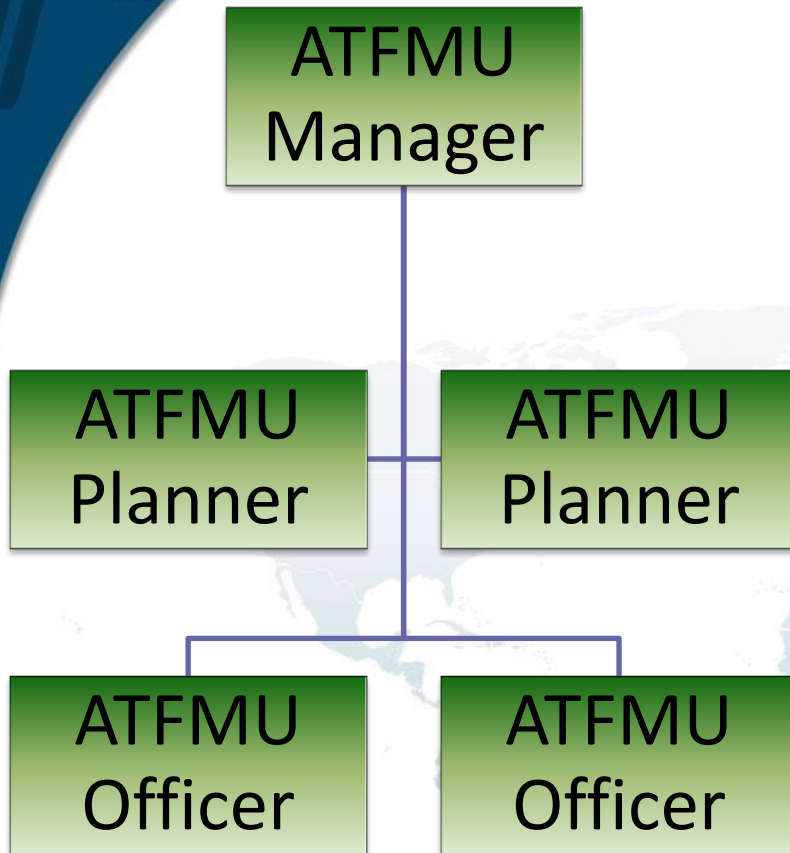 ATFMU
Manager
ATFMU
Planner
ATFMU
Planner
ATFMU
Officer
ATFMU
Officer